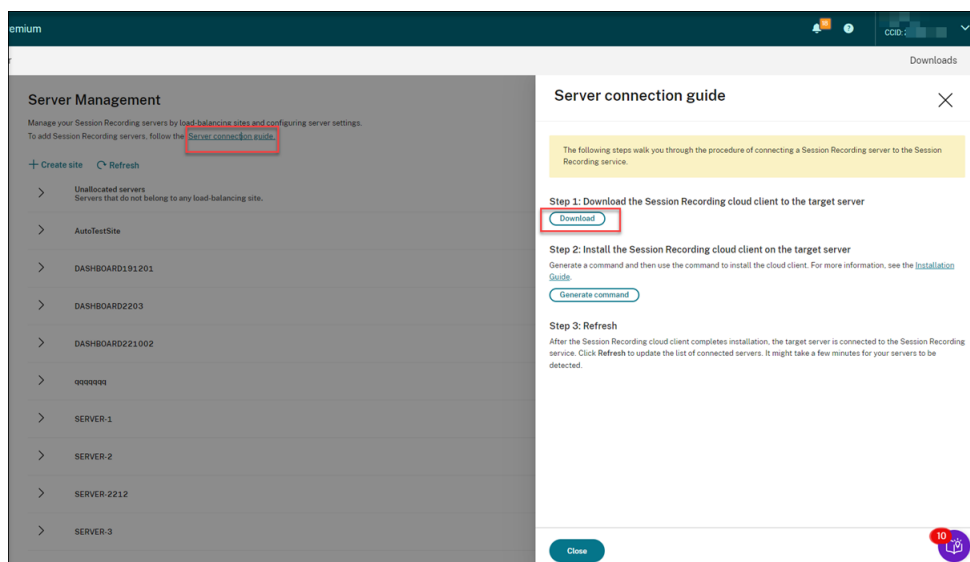 emium
CCID: 2
r
Downloads
Server Management
Manage your Session Recording servers by load-balancing sites and configuring server settings.
To add Session Recording servers, follow the Server connection guide.
+ Create site Refresh
Unallocated servers
Servers that do not belong to any load-balancing site.
AutoTestSite
DASHBOARD191201
DASHBOARD2203
DASHBOARD221002
qqqqqqq
SERVER-1
SERVER-2
SERVER-2212
SERVER-3
Server connection guide
The following steps walk you through the procedure of connecting a Session Recording server to the Session
Recording service.
Step 1: Download the Session Recording cloud client to the target server
Download
Step 2: Install the Session Recording cloud client on the target server
Generate a command and then use the command to install the cloud client. For more information, see the Installation
Guide.
Generate command
Step 3: Refresh
After the Session Recording cloud client completes installation, the target server is connected to the Session Recording
service. Click Refresh to update the list of connected servers. It might take a few minutes for your servers to be
detected.
Close
10